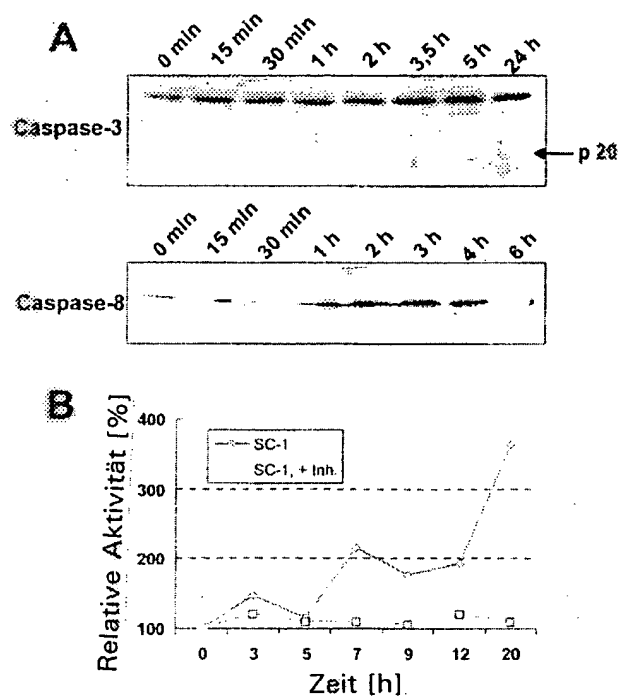 A
0 min 15 min 30 min 1 h 2 h 3,5 h 5 h 24 h
Caspase-3
p 20
0 min 15 min 30 min 1 h 2 h 3 h 4 h 6 h
Caspase-8
B
Relative Aktivität [%]
400
300
200
100
SC-1
SC-1, + Inh.
0 3 5 7 9 12 20
Zeit [h]